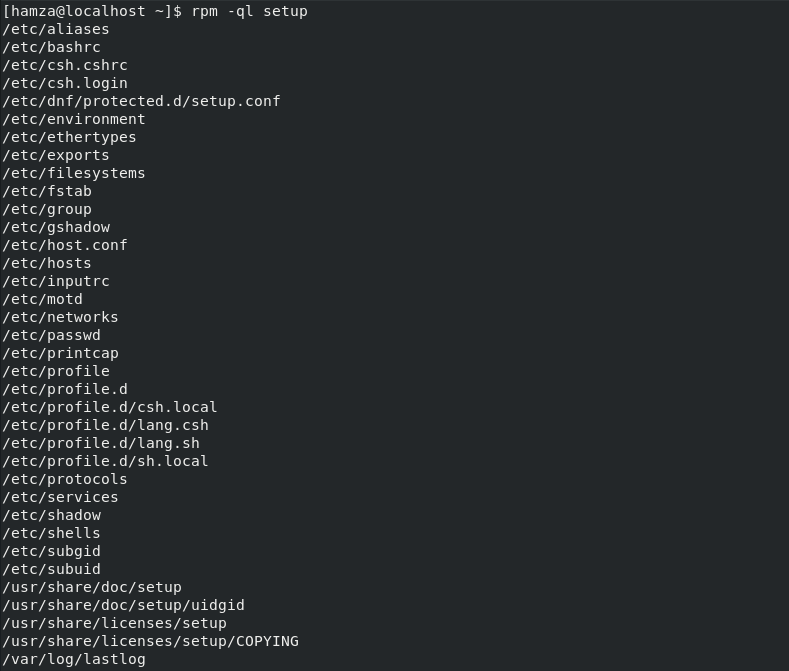 [hamza@localhost ~]$ rpm -ql setup
/etc/aliases
/etc/bashrc
/etc/csh.cshrc
/etc/csh.login
/etc/dnf/protected.d/setup.conf
/etc/environment
/etc/ethertypes
/etc/exports
/etc/filesystems
/etc/fstab
/etc/group
/etc/gshadow
/etc/host.conf
/etc/hosts
/etc/inputrc
/etc/motd
/etc/networks
/etc/passwd
/etc/printcap
/etc/profile
/etc/profile.d
/etc/profile.d/csh.local
/etc/profile.d/lang.csh
/etc/profile.d/lang.sh
/etc/profile.d/sh.local
/etc/protocols
/etc/services
/etc/shadow
/etc/shells
/etc/subgid
/etc/subuid
/usr/share/doc/setup
/usr/share/doc/setup/uidgid
/usr/share/licenses/setup
/usr/share/licenses/setup/COPYING
/var/log/lastlog